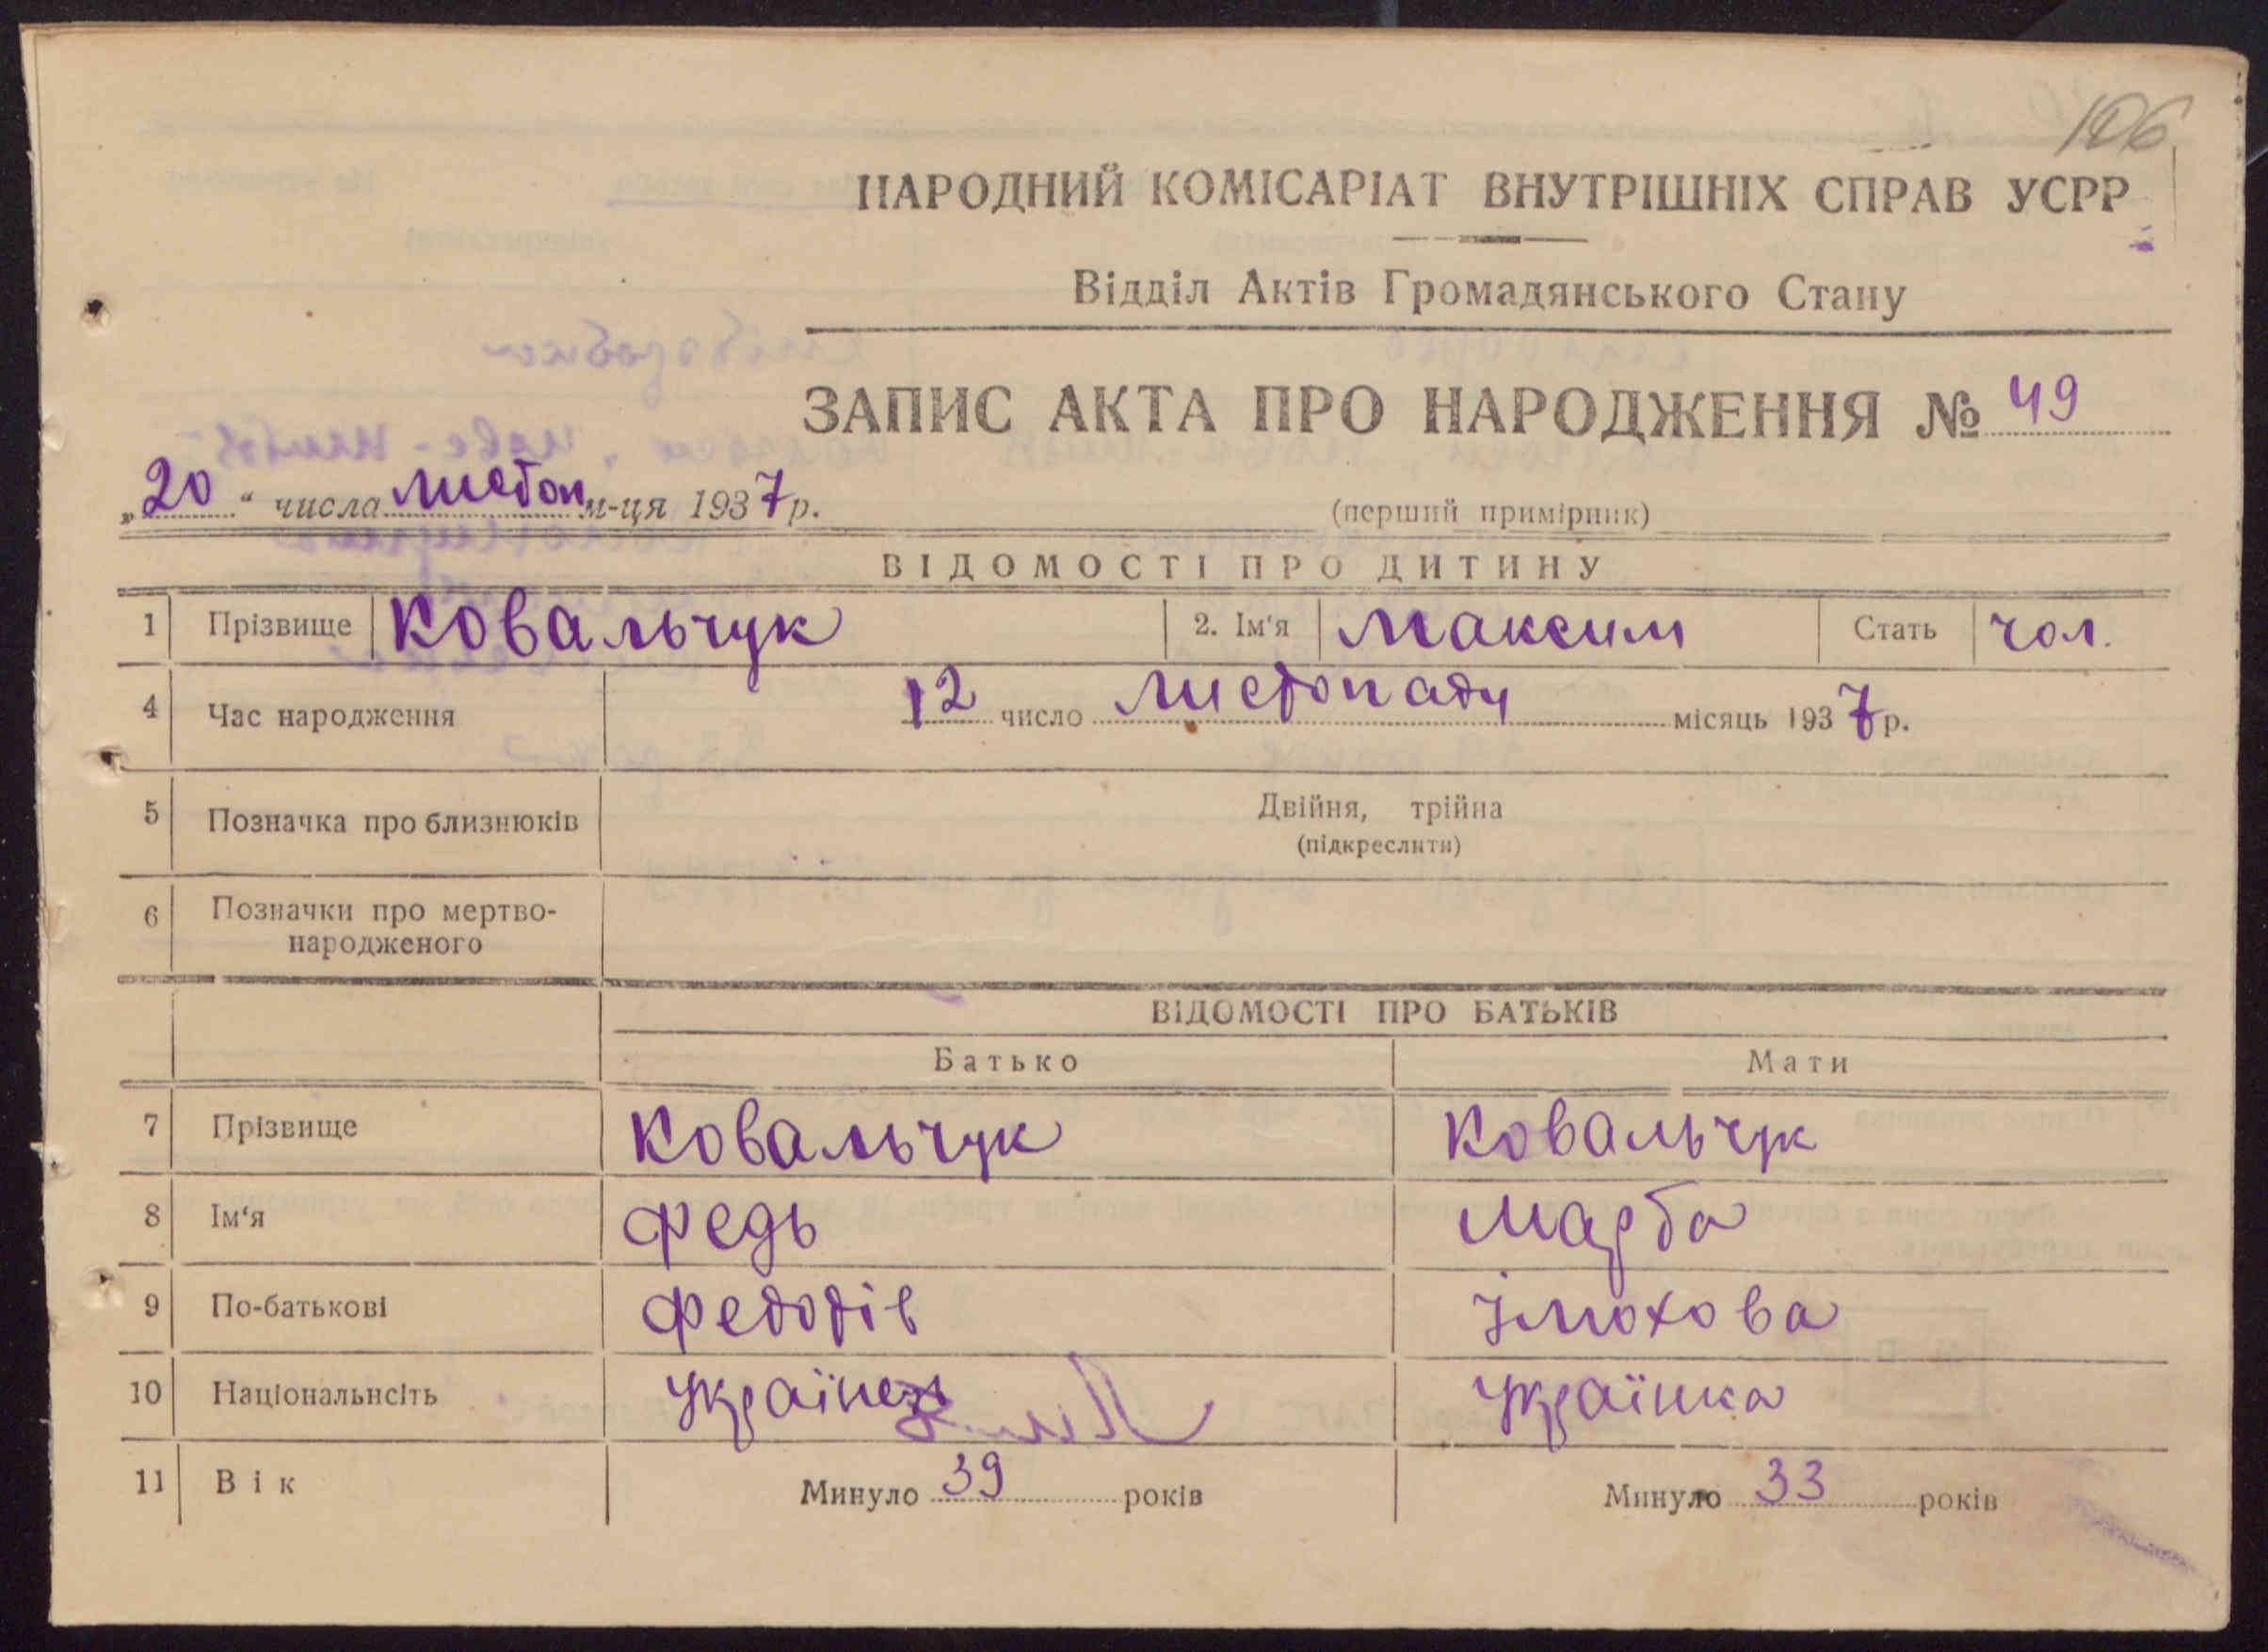 106
НАРОДНИЙ КОМІСАРІАТ ВНУТРІШНІХ СПРАВ УСРР
Відділ Актів Громадянського Стану
ЗАПИС АКТА ПРО НАРОДЖЕННЯ № 49
„20“ числа листоп м-ця 1937 р.
(перший примірник)
ВІДОМОСТІ ПРО ДИТИНУ
1 Прізвище Ковальчук 2. Ім'я Максим Стать чол.
4 Час народження 12 число листопаду місяць 1937 р.
5 Позначка про близнюків Двійня, трійна
(підкреслити)
6 Позначки про мертво-
народженого
ВІДОМОСТІ ПРО БАТЬКІВ
Батько Мати
7 Прізвище Ковальчук Ковальчук
8 Ім'я Федь
9 По-батькові
10 Національнсіть Українец Українка
11 Вік Минуло 39 років Минуло 33 років